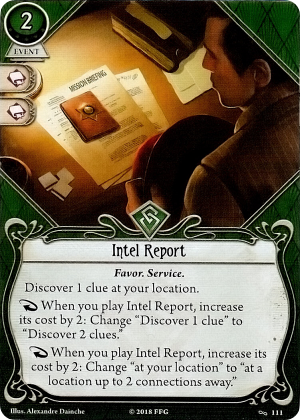 2
EVENT
MISSION BRIEFING
Intel Report
Favor. Service.
Discover 1 clue at your location.
When you play Intel Report, increase
its cost by 2: Change “Discover 1 clue” to
“Discover 2 clues.”
When you play Intel Report, increase
its cost by 2: Change “at your location” to “at a
location up to 2 connections away.”
Illus. Alexandre Dainche
© 2018 FFG
111